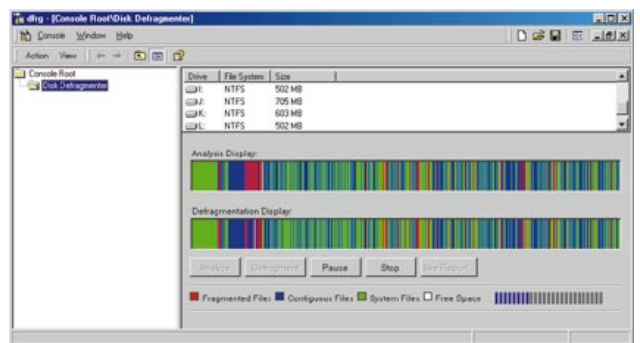 dfrg - [Console Root\Disk Defragmenter]
Console Window Help
Action View
Console Root
Disk Defragmenter
Drive File System Size
I: NTFS 502 MB
J: NTFS 705 MB
K: NTFS 603 MB
L: NTFS 502 MB
Analysis Display:
Defragmentation Display:
Analyze Defragment Pause Stop See Report
Fragmented Files Contiguous Files System Files Free Space